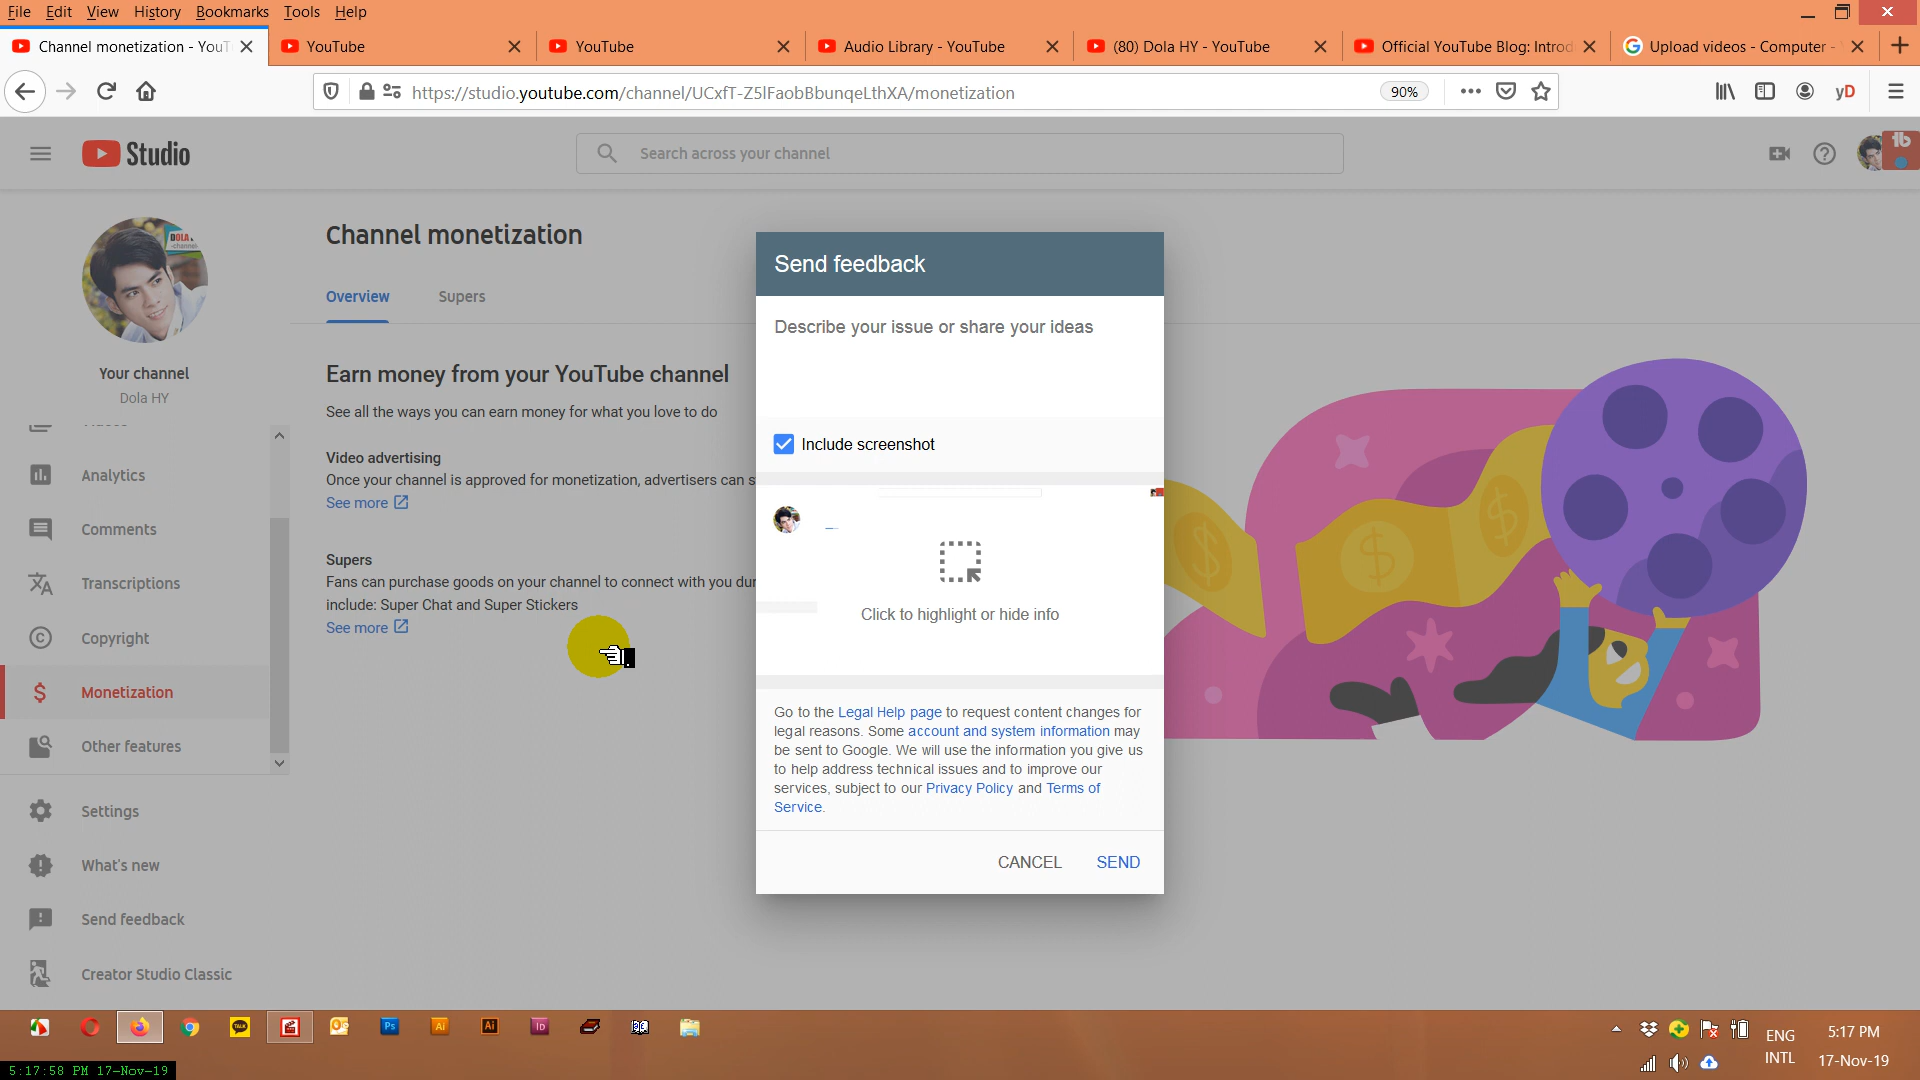 File Edit View History Bookmarks Tools Help
Channel monetization - YouT
YouTube
YouTube
Audio Library - YouTube
(80) Dola HY - YouTube
Official YouTube Blog: Introd
Upload videos - Computer -
https://studio.youtube.com/channel/UCxfT-Z5lFaobBbunqeLthXA/monetization
90%
yD
Studio
Search across your channel
Channel monetization
Overview
Supers
Your channel
Dola HY
Analytics
Comments
Transcriptions
Copyright
Monetization
Other features
Settings
What's new
Send feedback
Creator Studio Classic
Earn money from your YouTube channel
See all the ways you can earn money for what you love to do
Video advertising
Once your channel is approved for monetization, advertisers can s
See more
Supers
Fans can purchase goods on your channel to connect with you dur
include: Super Chat and Super Stickers
See more
Send feedback
Describe your issue or share your ideas
Include screenshot
Click to highlight or hide info
Go to the Legal Help page to request content changes for
legal reasons. Some account and system information may
be sent to Google. We will use the information you give us
to help address technical issues and to improve our
services, subject to our Privacy Policy and Terms of
Service.
CANCEL SEND
TALK
Ps
Ai
Ai
Id
ENG
INTL
5:17 PM
17-Nov-19
5:17:58 PM 17-Nov-19